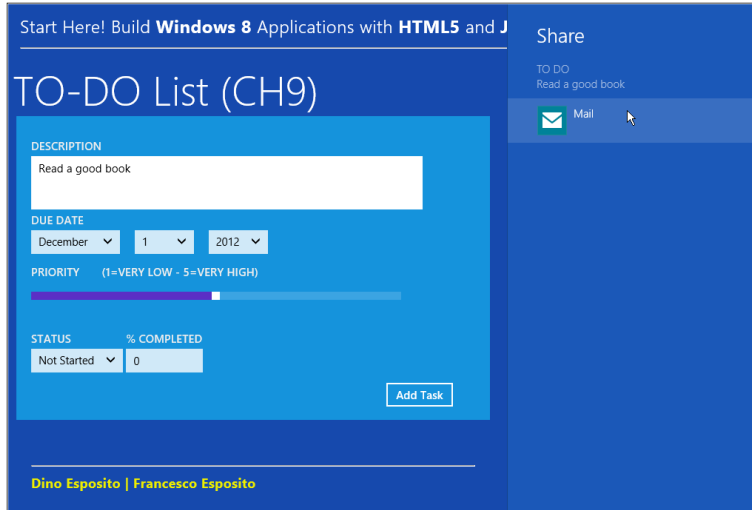 Start Here! Build Windows 8 Applications with HTML5 and J
TO-DO List (CH9)
DESCRIPTION
Read a good book
DUE DATE
December 1 2012
PRIORITY (1=VERY LOW - 5=VERY HIGH)
STATUS % COMPLETED
Not Started 0
Add Task
Dino Esposito | Francesco Esposito
Share
TO DO
Read a good book
Mail